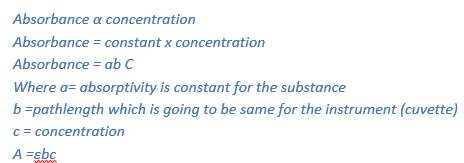 Absorbance α concentration
Absorbance = constant x concentration
Absorbance = ab C
Where a= absorptivity is constant for the substance
b =pathlength which is going to be same for the instrument (cuvette)
c = concentration
A =εbc